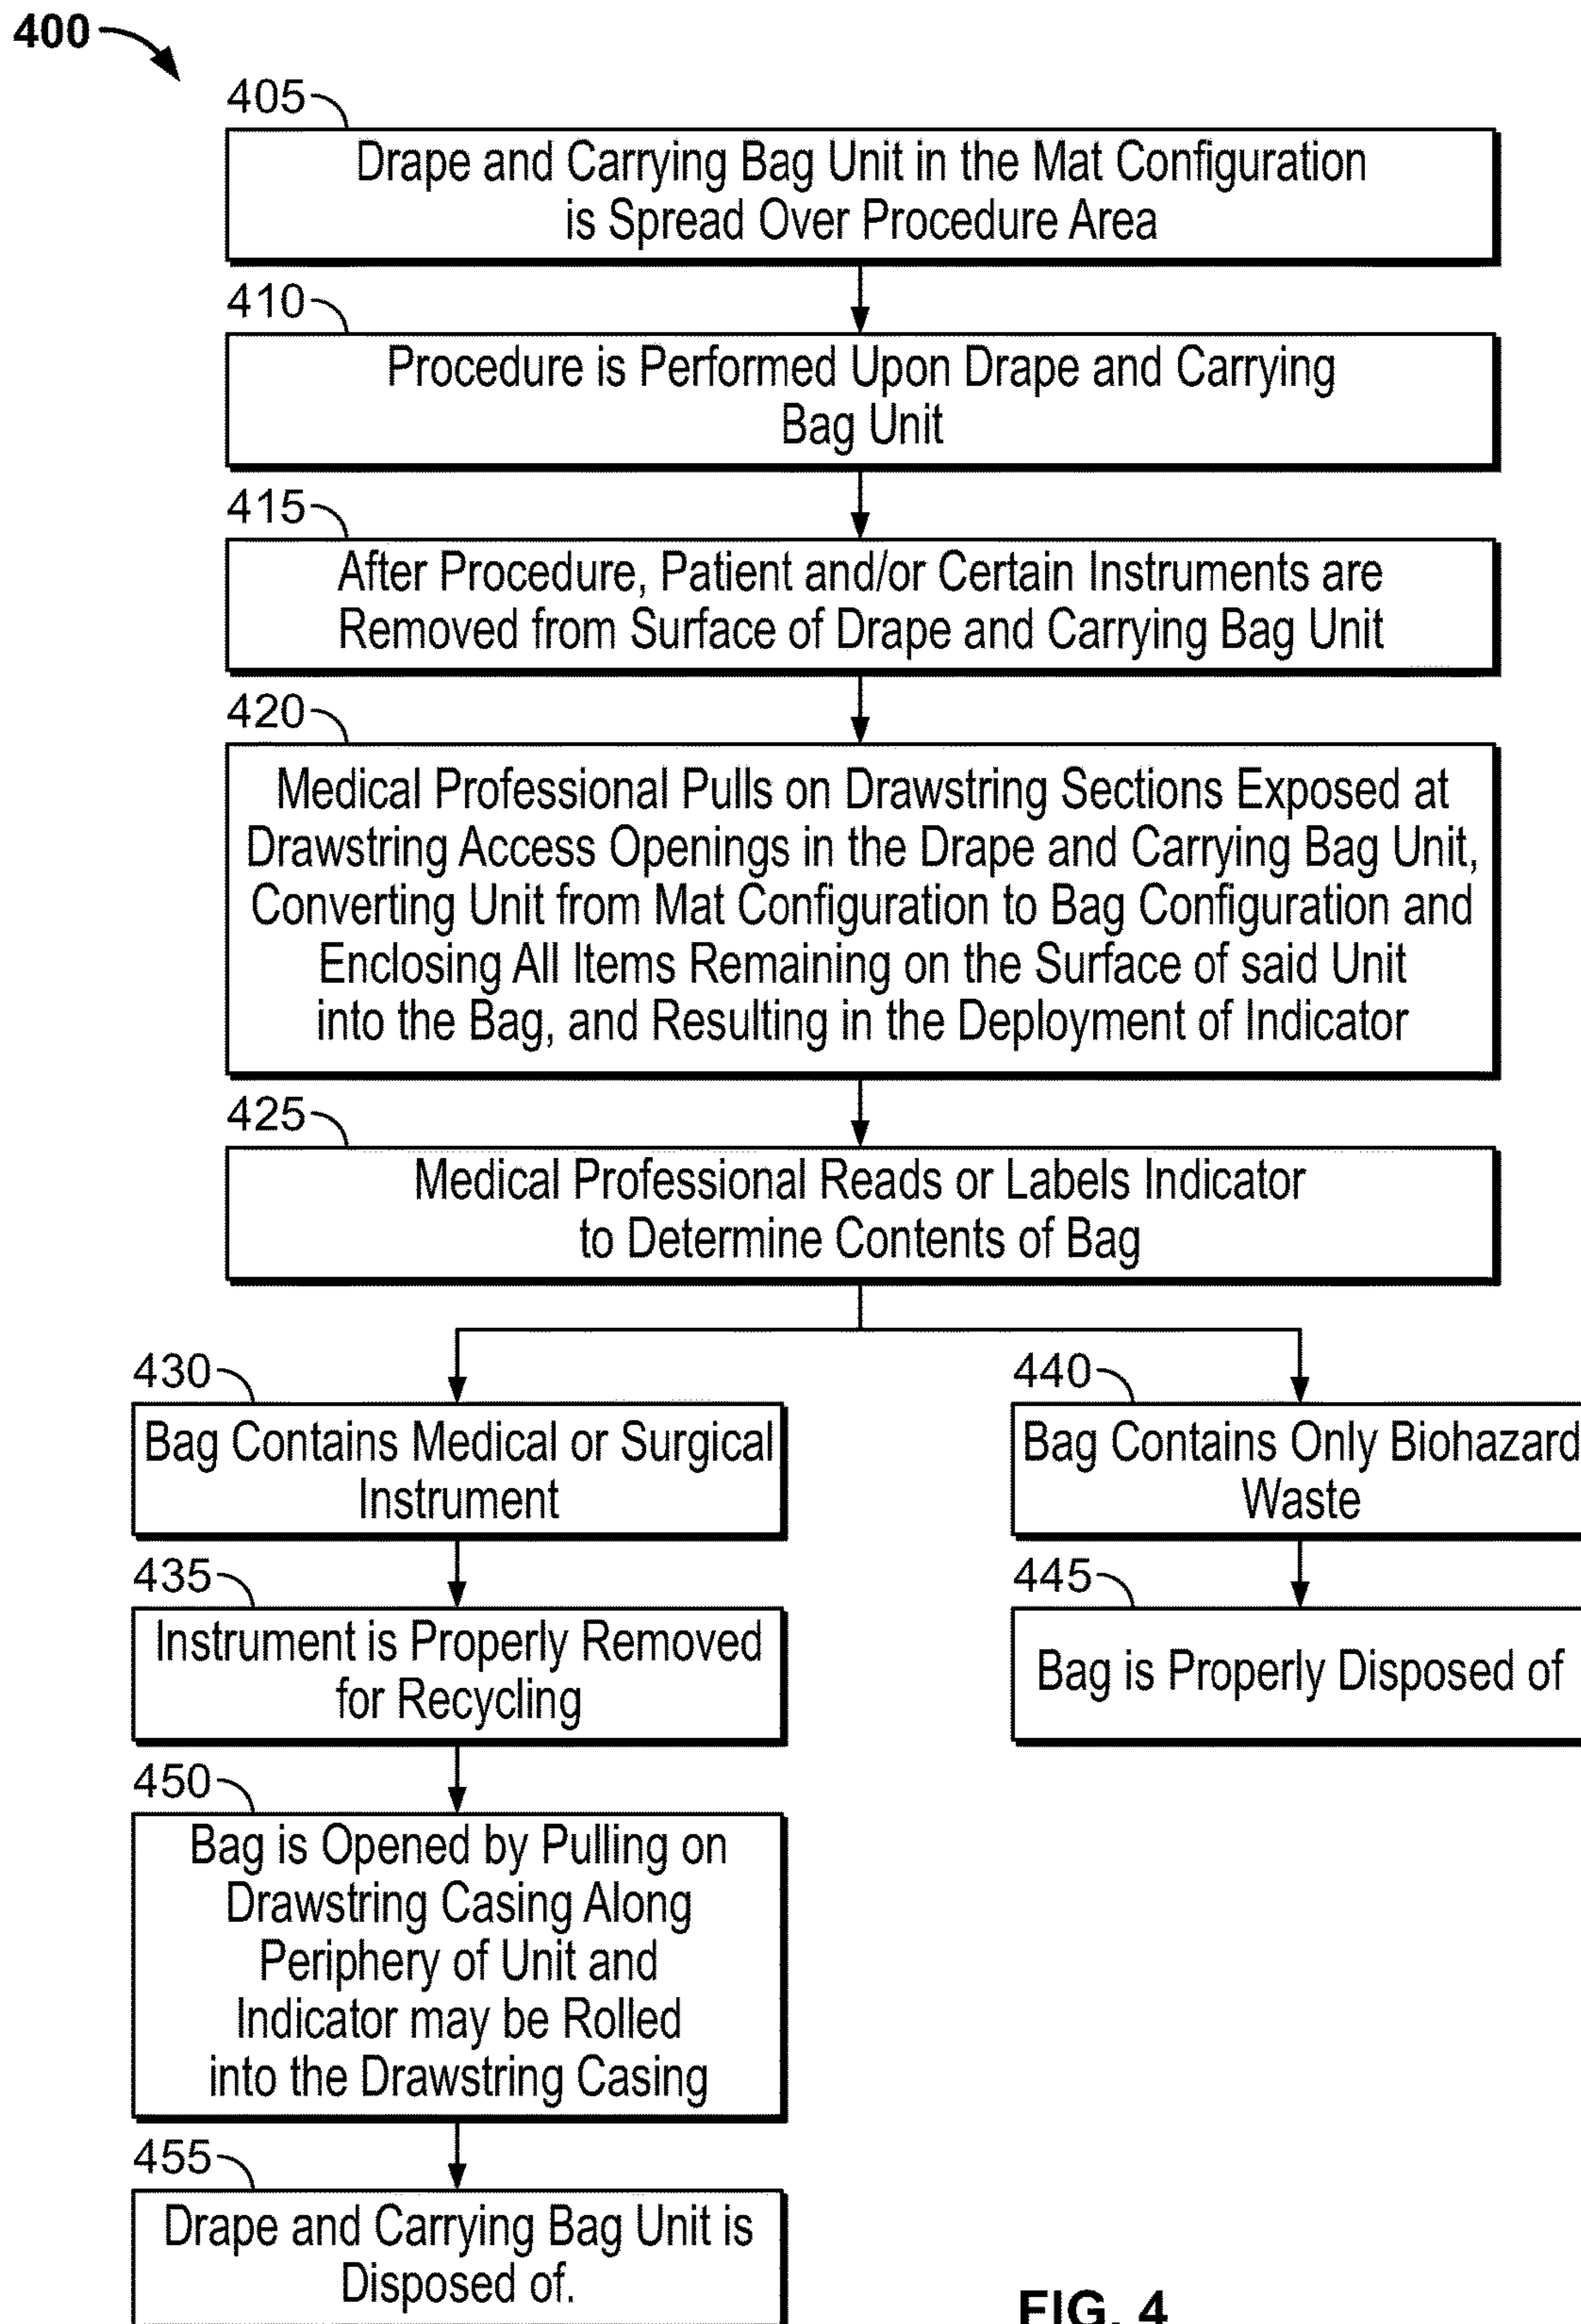 400
405
Drape and Carrying Bag Unit in the Mat Configuration
is Spread Over Procedure Area
410
Procedure is Performed Upon Drape and Carrying
Bag Unit
415
After Procedure, Patient and/or Certain Instruments are
Removed from Surface of Drape and Carrying Bag Unit
420
Medical Professional Pulls on Drawstring Sections Exposed at
Drawstring Access Openings in the Drape and Carrying Bag Unit,
Converting Unit from Mat Configuration to Bag Configuration and
Enclosing All Items Remaining on the Surface of said Unit
into the Bag, and Resulting in the Deployment of Indicator
425
Medical Professional Reads or Labels Indicator
to Determine Contents of Bag
430
Bag Contains Medical or Surgical
Instrument
435
Instrument is Properly Removed
for Recycling
450
Bag is Opened by Pulling on
Drawstring Casing Along
Periphery of Unit and
Indicator may be Rolled
into the Drawstring Casing
455
Drape and Carrying Bag Unit is
Disposed of.
440
Bag Contains Only Biohazard
Waste
445
Bag is Properly Disposed of
FIG. 4